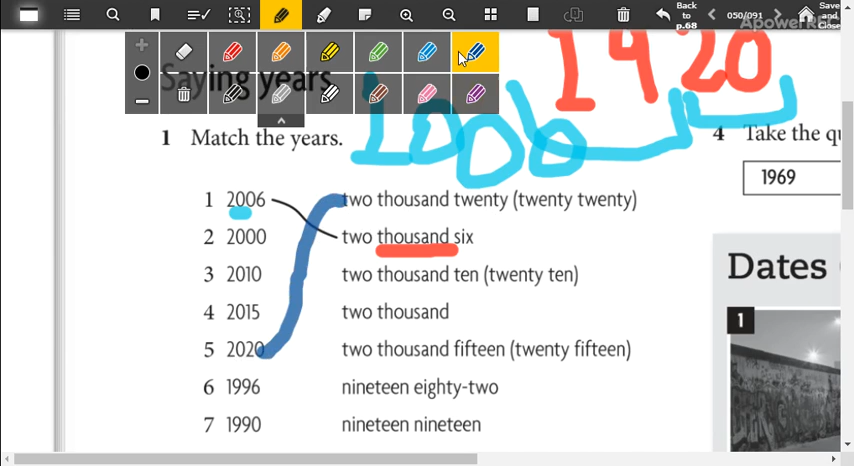 Back to p.68
050/091
Save and Close
ApowerRE
Saying years
1920
1006
1 Match the years.
4 Take the qu
1969
1 2006 two thousand twenty (twenty twenty)
2 2000 two thousand six
3 2010 two thousand ten (twenty ten)
4 2015 two thousand
5 2020 two thousand fifteen (twenty fifteen)
6 1996 nineteen eighty-two
7 1990 nineteen nineteen
Dates
1